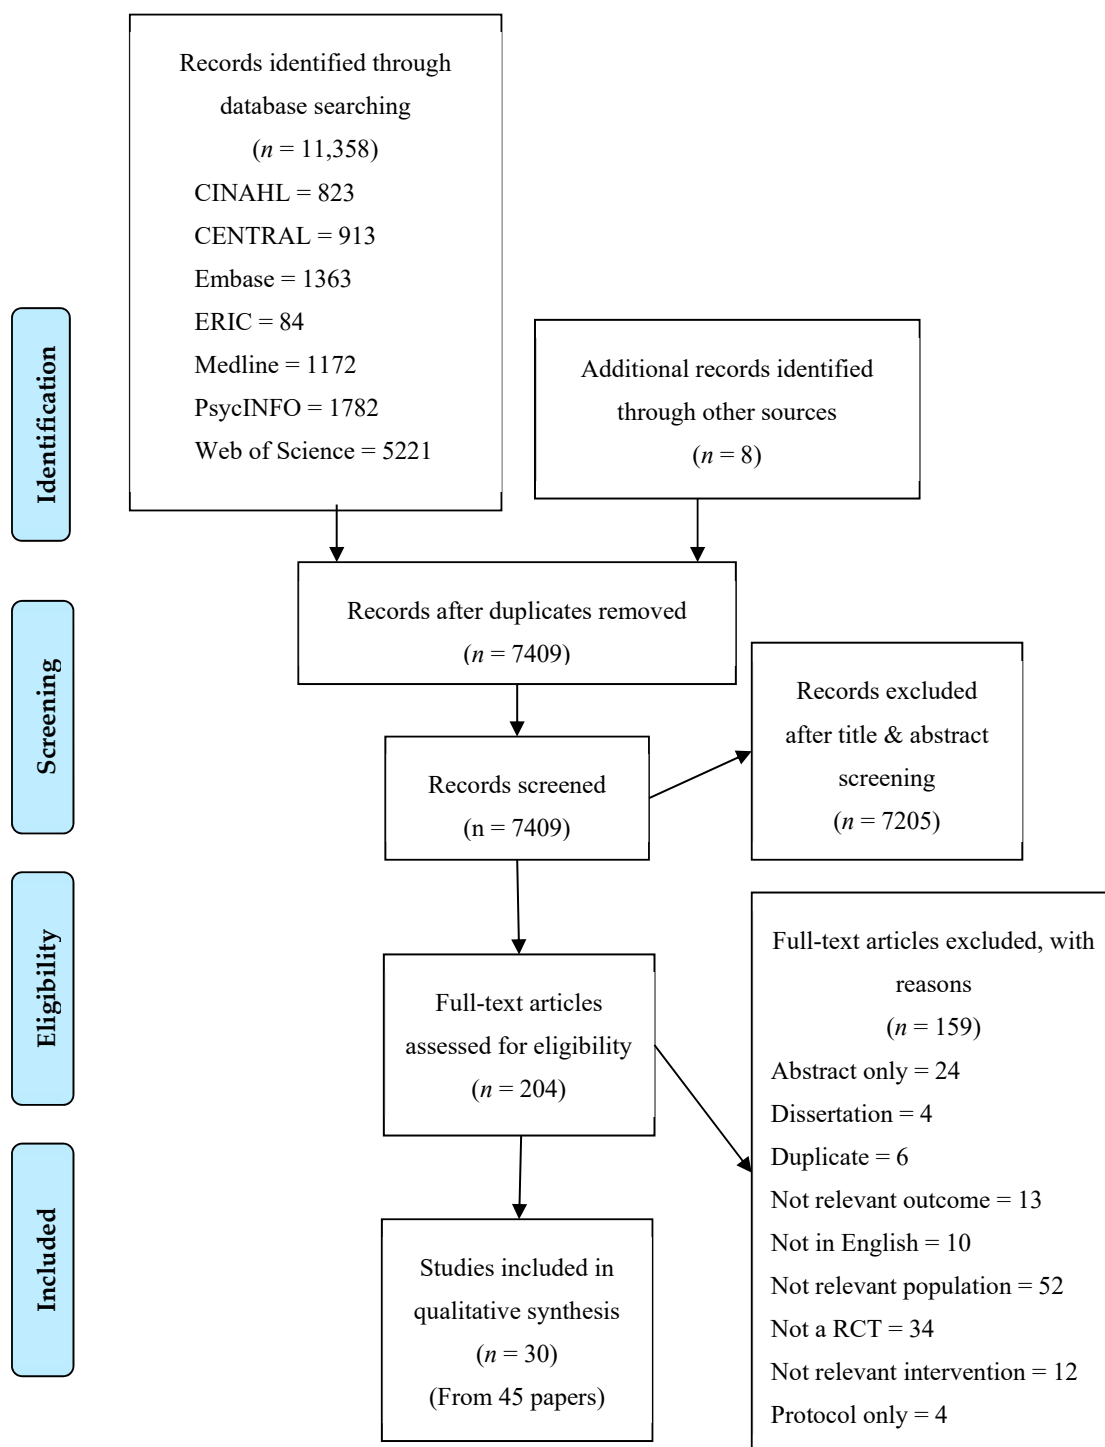 Records identified through
database searching
(n = 11,358)
CINAHL = 823
CENTRAL = 913
Embase = 1363
ERIC = 84
Medline = 1172
PsycINFO = 1782
Web of Science = 5221
Identification
Additional records identified
through other sources
(n = 8)
Records after duplicates removed
(n = 7409)
Screening
Records screened
(n = 7409)
Records excluded
after title & abstract
screening
(n = 7205)
Eligibility
Full-text articles
assessed for eligibility
(n = 204)
Full-text articles excluded, with
reasons
(n = 159)
Abstract only = 24
Dissertation = 4
Duplicate = 6
Not relevant outcome = 13
Not in English = 10
Not relevant population = 52
Not a RCT = 34
Not relevant intervention = 12
Protocol only = 4
Included
Studies included in
qualitative synthesis
(n = 30)
(From 45 papers)